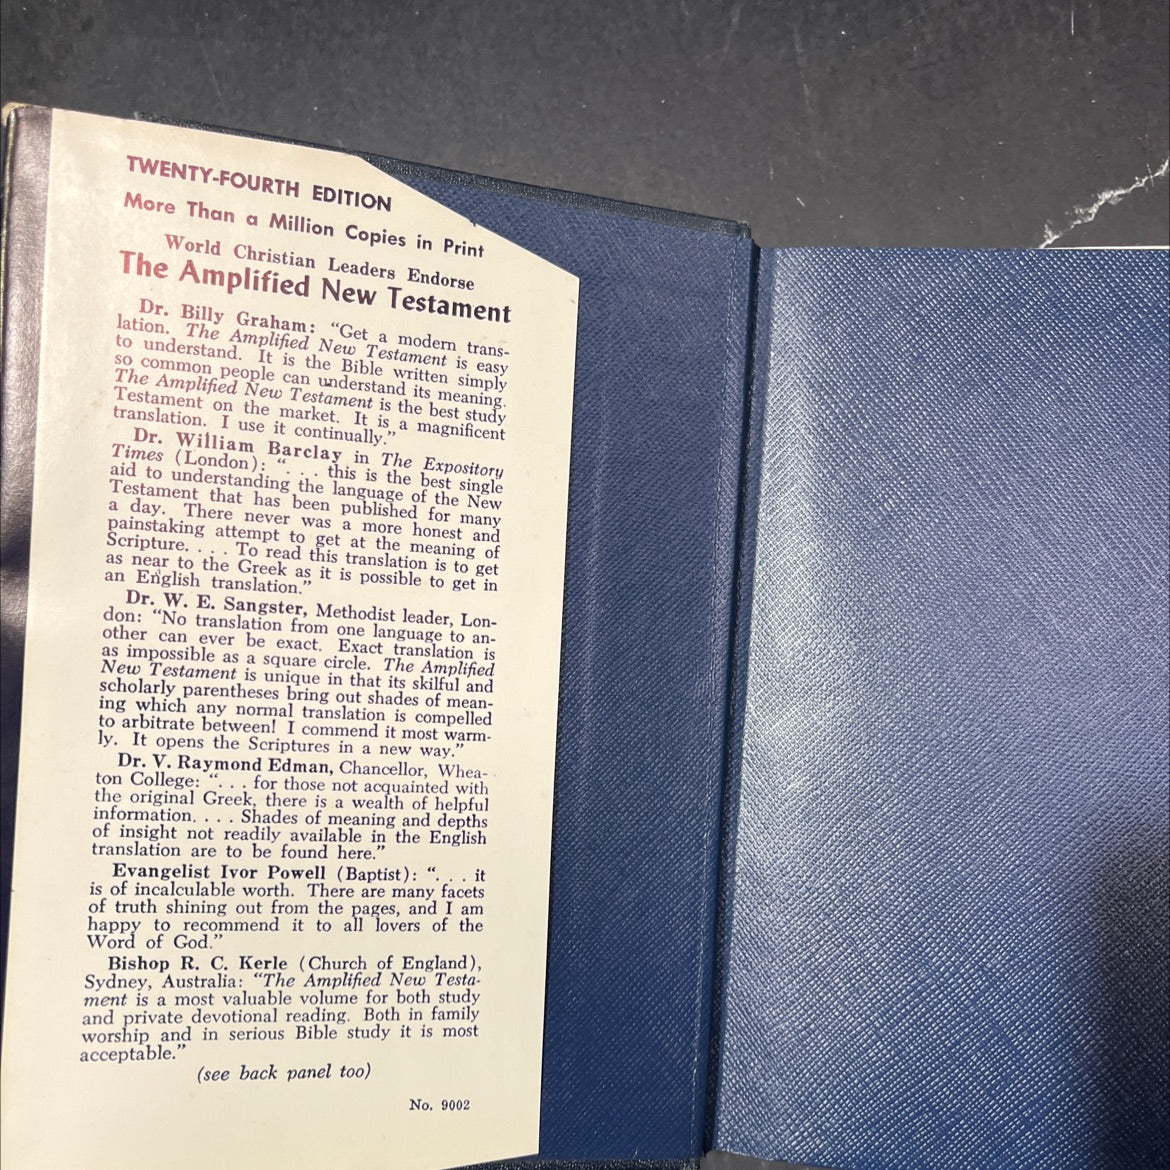 TWENTY-FOURTH EDITION
More Than a Million Copies in Print
World Christian Leaders Endorse
The Amplified New Testament
Dr. Billy Graham: “Get a modern trans-
lation. The Amplified New Testament is easy
to understand. It is the Bible written simply
so common people can understand its meaning.
The Amplified New Testament is the best study
Testament on the market. It is a magnificent
translation. I use it continually.”
Dr. William Barclay in The Expository
Times (London): “. . . this is the best single
aid to understanding the language of the New
Testament that has been published for many
a day. There never was a more honest and
painstaking attempt to get at the meaning of
Scripture. . . . To read this translation is to get
as near to the Greek as it is possible to get in
an English translation.”
Dr. W. E. Sangster, Methodist leader, Lon-
don: “No translation from one language to an-
other can ever be exact. Exact translation is
as impossible as a square circle. The Amplified
New Testament is unique in that its skilful and
scholarly parentheses bring out shades of mean-
ing which any normal translation is compelled
to arbitrate between! I commend it most warm-
ly. It opens the Scriptures in a new way.”
Dr. V. Raymond Edman, Chancellor, Whea-
ton College: “. . . for those not acquainted with
the original Greek, there is a wealth of helpful
information. . . . Shades of meaning and depths
of insight not readily available in the English
translation are to be found here.”
Evangelist Ivor Powell (Baptist): “. . . it
is of incalculable worth. There are many facets
of truth shining out from the pages, and I am
happy to recommend it to all lovers of the
Word of God.”
Bishop R. C. Kerle (Church of England),
Sydney, Australia: “The Amplified New Testa-
ment is a most valuable volume for both study
and private devotional reading. Both in family
worship and in serious Bible study it is most
acceptable.”
(see back panel too)
No. 9002